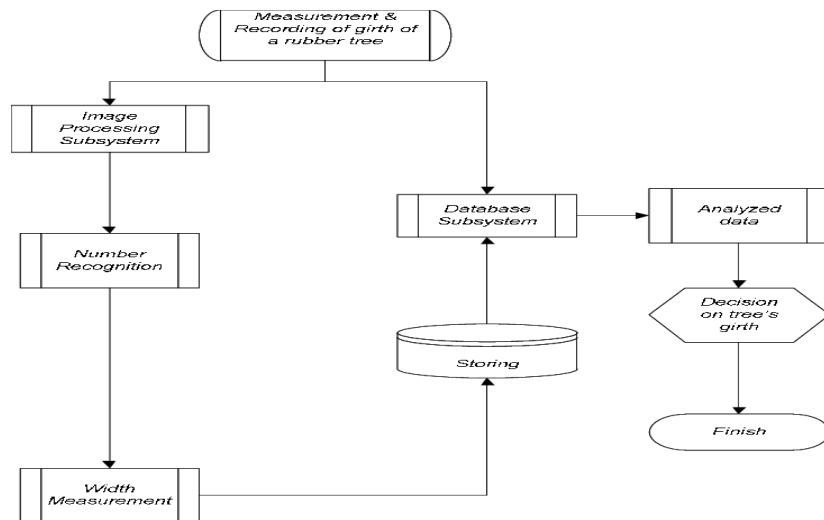 Measurement &
Recording of girth of
a rubber tree
Image
Processing
Subsystem
Number
Recognition
Width
Measurement
Storing
Database
Subsystem
Analyzed
data
Decision
on tree's
girth
Finish